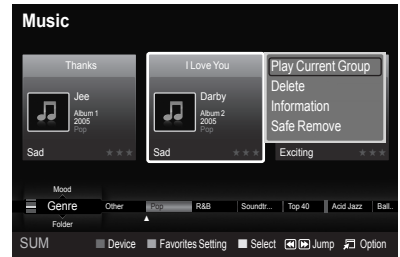 Music
Thanks
Jee
Album 1
2005
Pop
Sad
I Love You
Darby
Album 2
2005
Pop
Sad
Play Current Group
Delete
Information
Safe Remove
Exciting
Mood
Genre Other Pop R&B Soundtr... Top 40 Acid Jazz Ball..
Folder
SUM Device Favorites Setting Select Jump Option